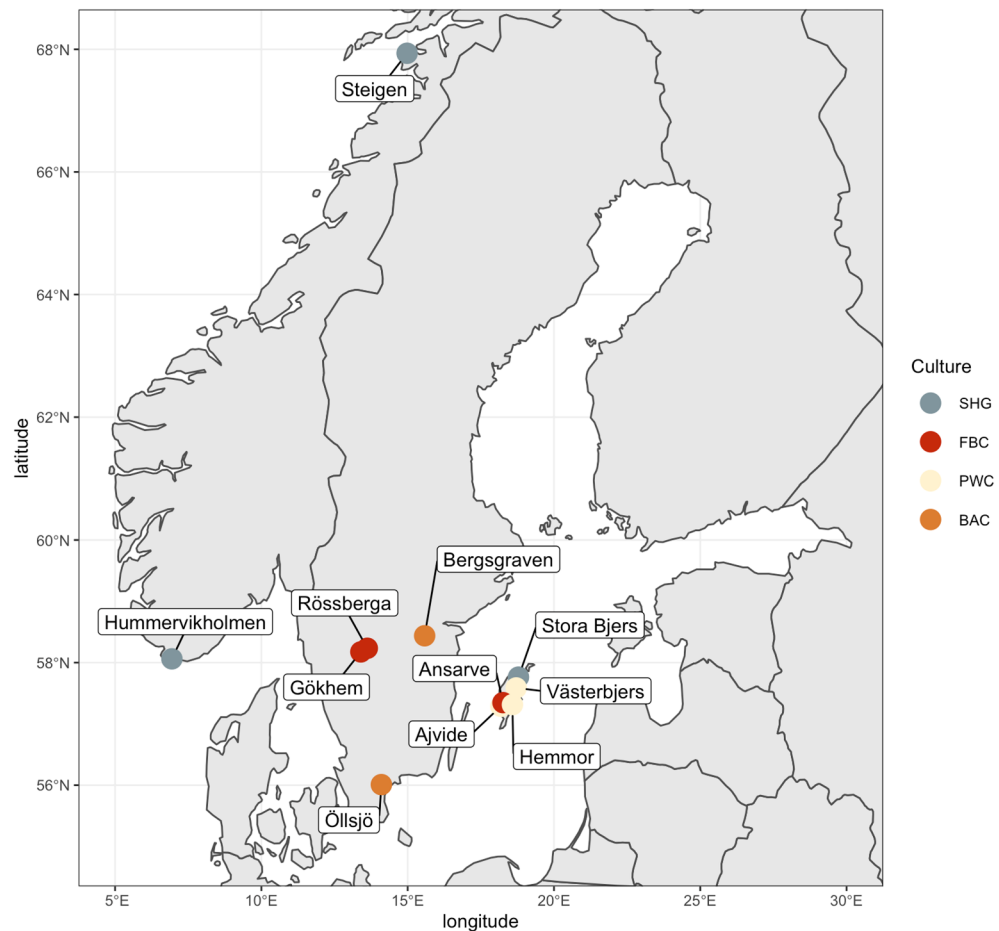 68°N
Steigen
66°N
64°N
62°N
60°N
58°N
56°N
latitude
Bergsgraven
Rössberga
Hummervikholmen
Stora Bjers
Ansarve
Gökhem
Västerbjers
Ajvide
Hemmor
Öllsjö
5°E 10°E 15°E 20°E 25°E 30°E
longitude
Culture
SHG
FBC
PWC
BAC